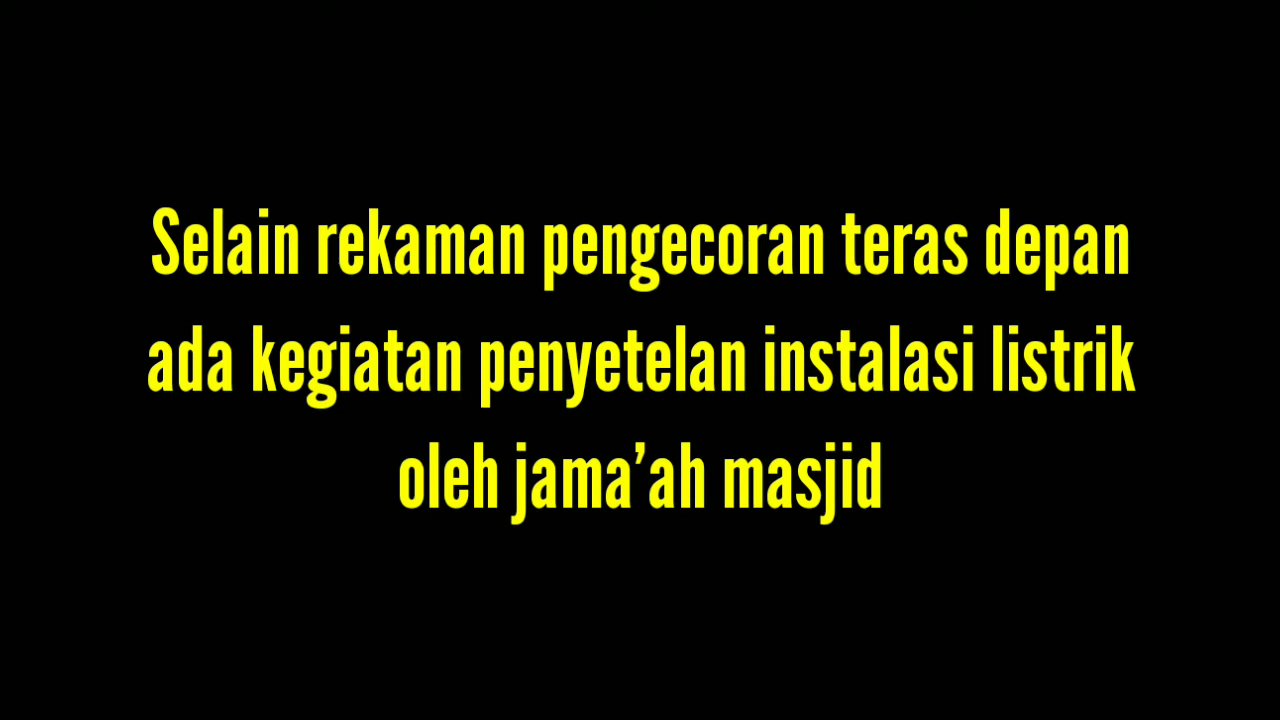 Selain rekaman pengecoran teras depan
ada kegiatan penyetelan instalasi listrik
oleh jama’ah masjid